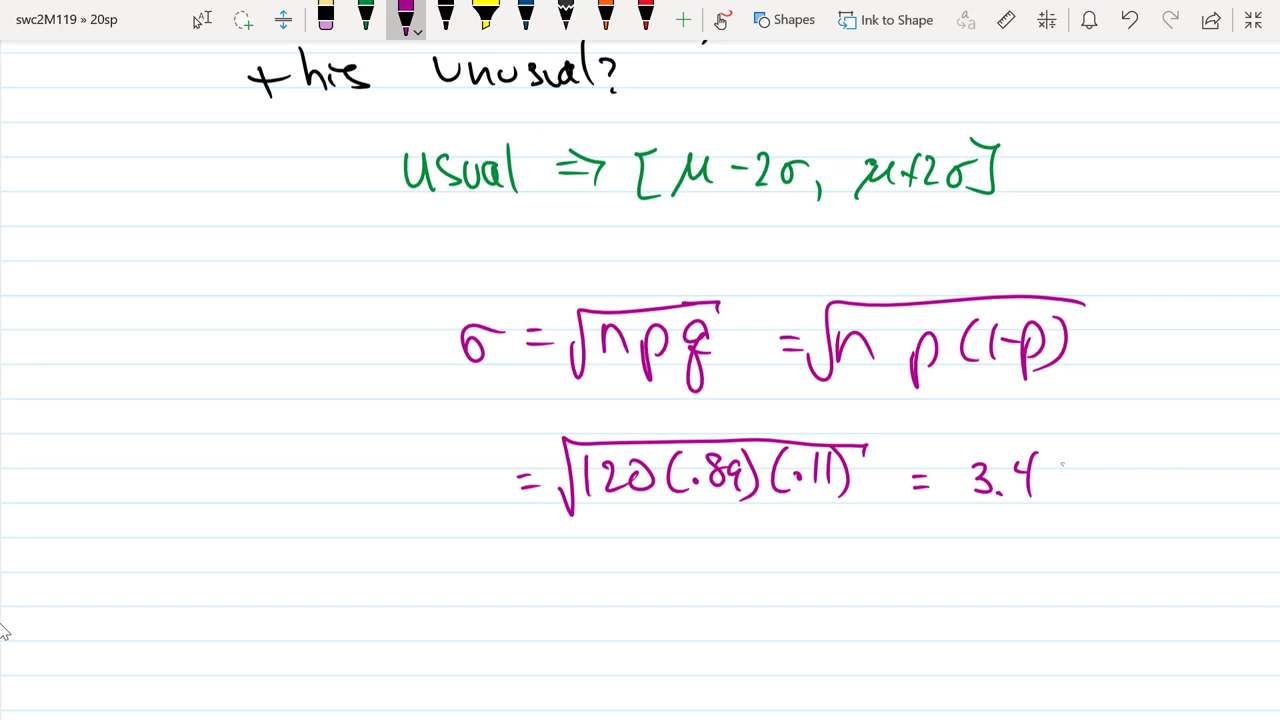 swc2M119 » 20sp
Shapes
Ink to Shape
this unusual?
usual => [μ-2σ, μ+2σ]
σ = √npq = √n p(1-p)
= √120(.89)(.11) = 3.4